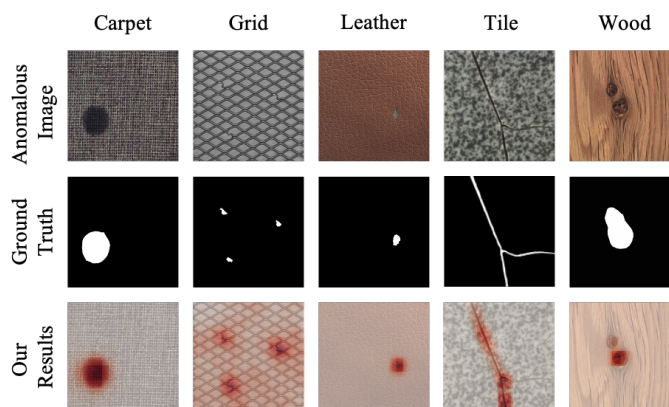 Carpet Grid Leather Tile Wood
Anomalous
Image
Ground
Truth
Our
Results